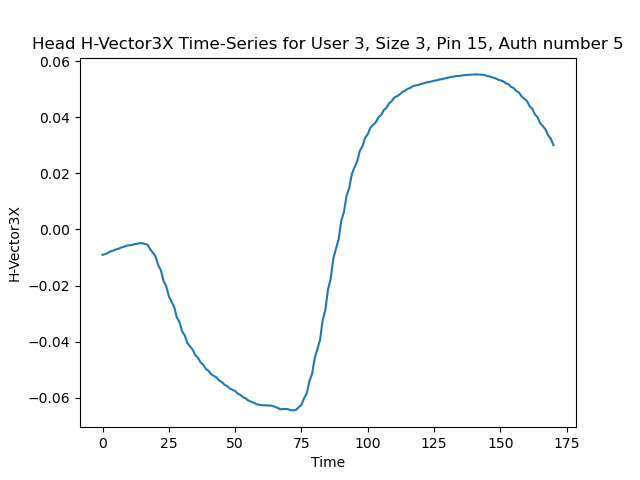 Head H-Vector3X Time-Series for User 3, Size 3, Pin 15, Auth number 5
0.06
0.04
0.02
0.00
−0.02
−0.04
−0.06
H-Vector3X
0 25 50 75 100 125 150 175
Time